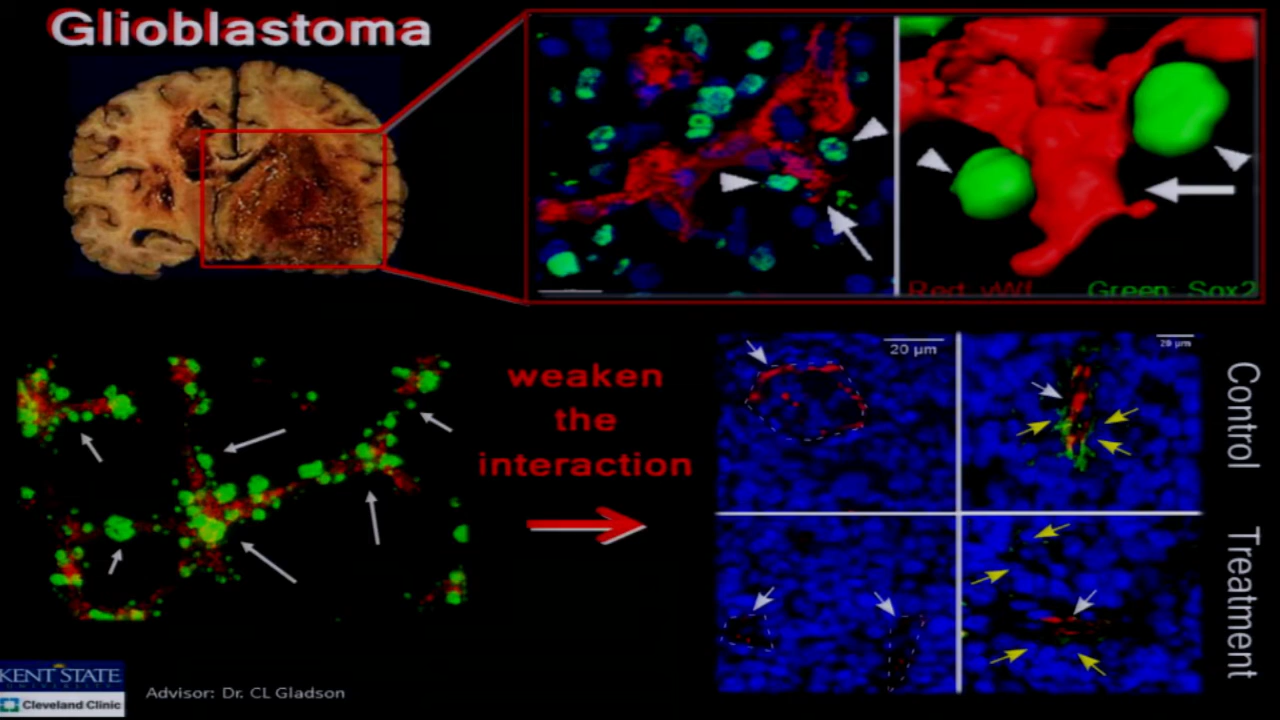 Glioblastoma
Red: vWf Green: Sox2
weaken
the
interaction
20 µm
20 µm
Control
Treatment
KENT STATE
UNIVERSITY
Cleveland Clinic
Advisor: Dr. CL Gladson